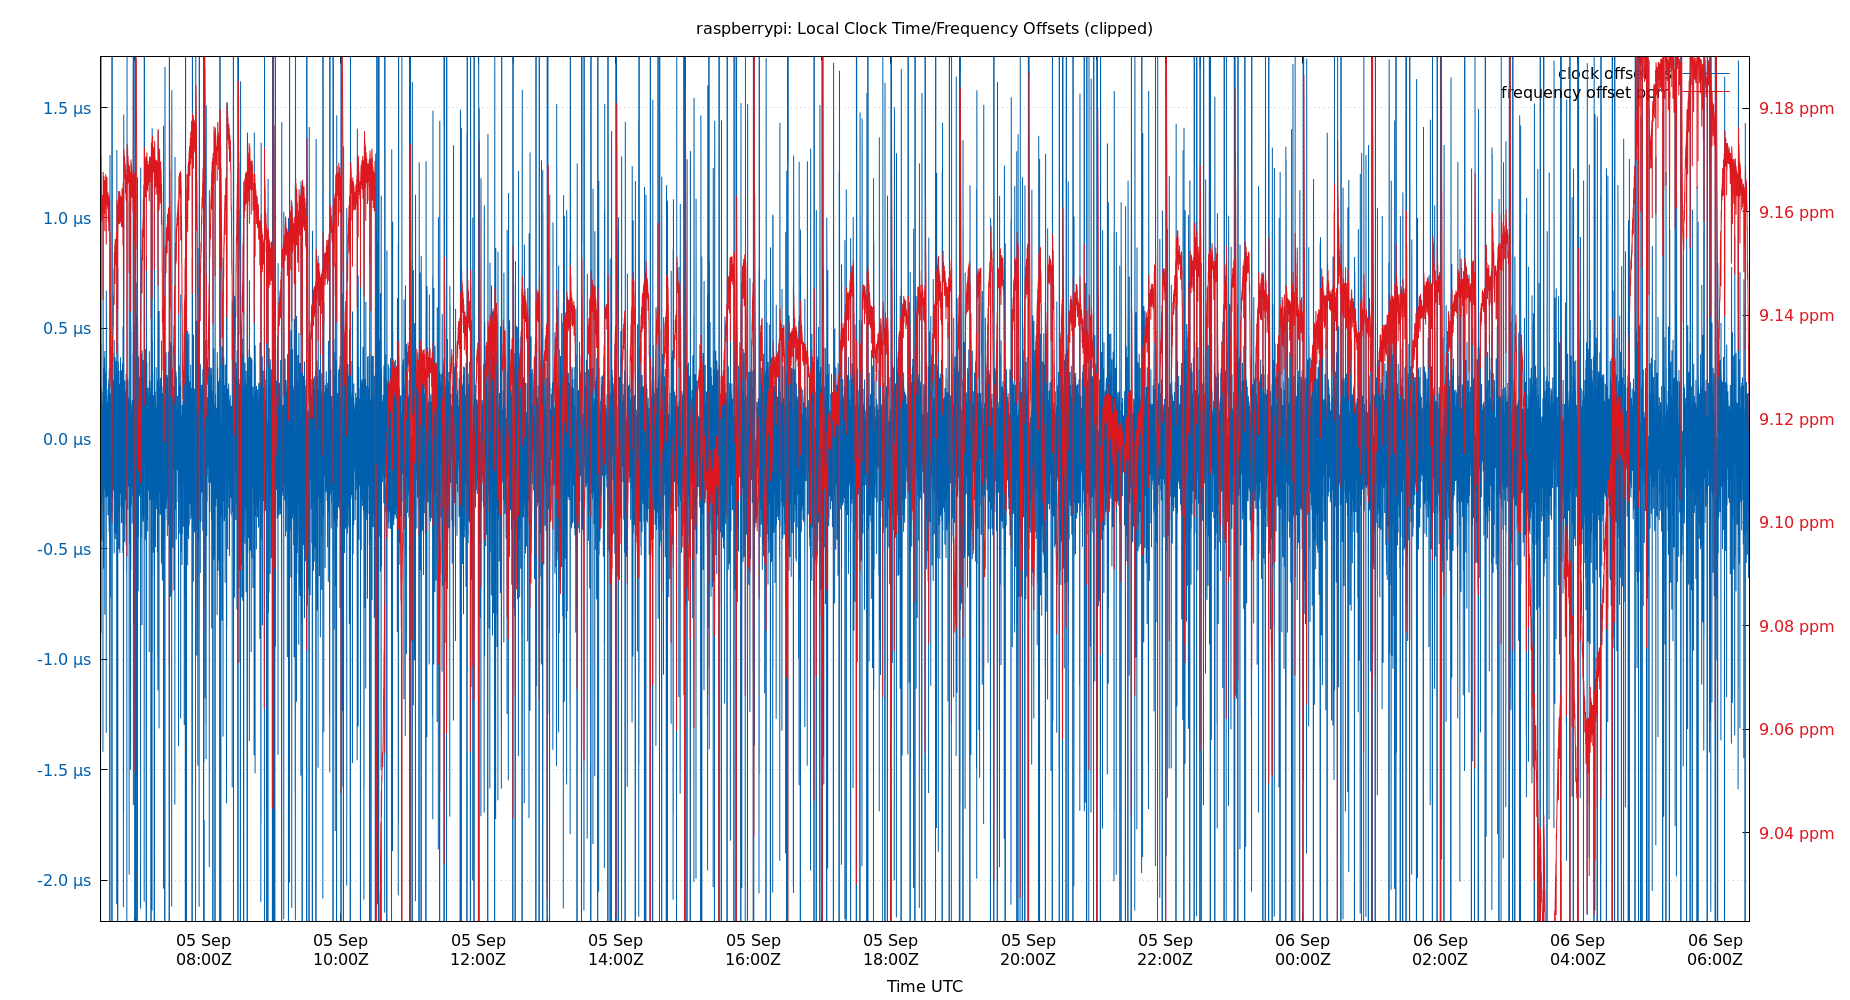 raspberrypi: Local Clock Time/Frequency Offsets (clipped)
clock offset
frequency offset ppm
1.5 µs
1.0 µs
0.5 µs
0.0 µs
-0.5 µs
-1.0 µs
-1.5 µs
-2.0 µs
9.18 ppm
9.16 ppm
9.14 ppm
9.12 ppm
9.10 ppm
9.08 ppm
9.06 ppm
9.04 ppm
05 Sep 05 Sep 05 Sep 05 Sep 05 Sep 05 Sep 05 Sep 05 Sep 06 Sep 06 Sep 06 Sep 06 Sep
08:00Z 10:00Z 12:00Z 14:00Z 16:00Z 18:00Z 20:00Z 22:00Z 00:00Z 02:00Z 04:00Z 06:00Z
Time UTC